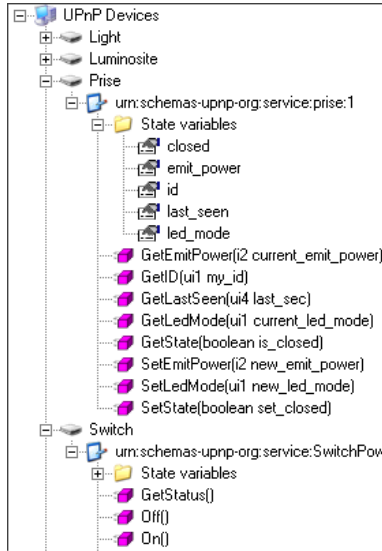 UPnP Devices
Light
Luminosite
Prise
urn:schemas-upnp-org:service:prise:1
State variables
closed
emit_power
id
last_seen
led_mode
GetEmitPower(i2 current_emit_power)
GetID(ui1 my_id)
GetLastSeen(ui4 last_sec)
GetLedMode(ui1 current_led_mode)
GetState(boolean is_closed)
SetEmitPower(i2 new_emit_power)
SetLedMode(ui1 new_led_mode)
SetState(boolean set_closed)
Switch
urn:schemas-upnp-org:service:SwitchPow
State variables
GetStatus()
Off()
On()